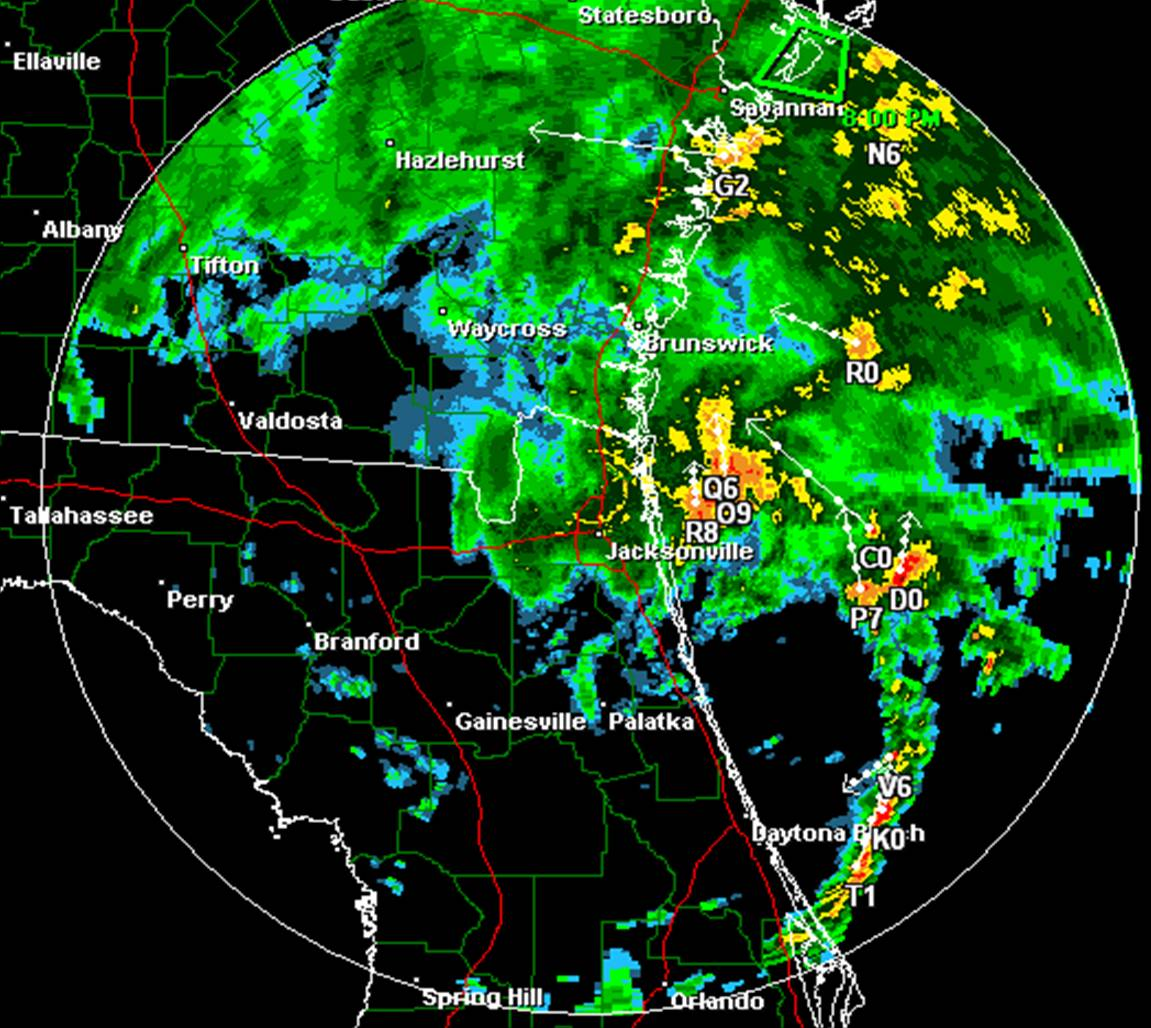 Statesboro
Ellaville
Savannah
8:00 PM
Hazlehurst
N6
G2
Albany
Tifton
Waycross
Brunswick
R0
Valdosta
Q6
O9
Tallahassee
R8
Jacksonville
C0
Perry
D0
P7
Branford
Gainesville
Palatka
V6
Daytona B h
K0
T1
Spring Hill
Orlando